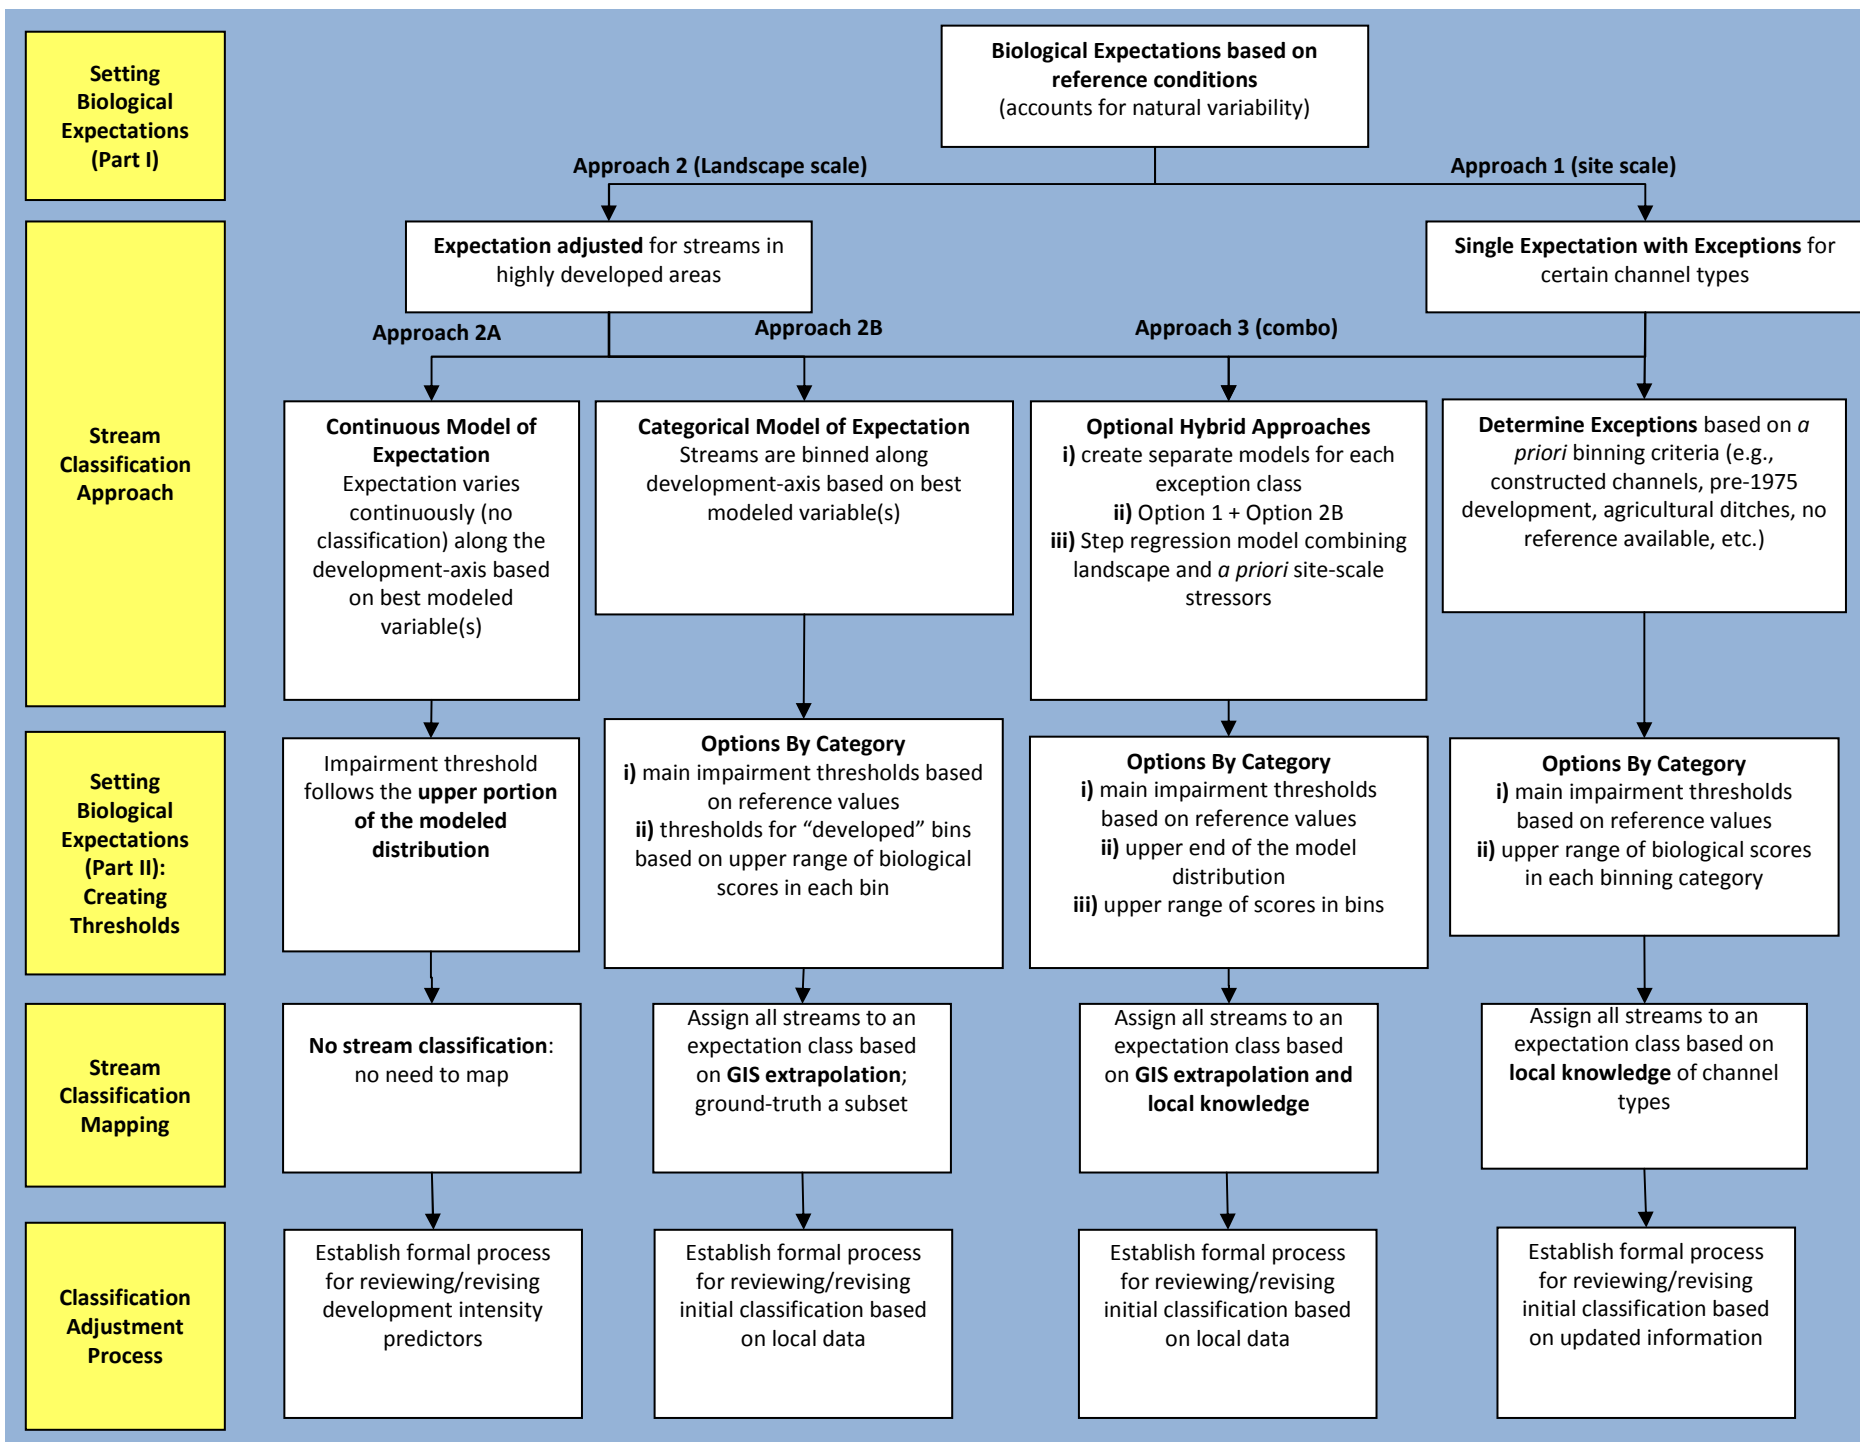 Setting
Biological
Expectations
(Part I)
Biological Expectations based on
reference conditions
(accounts for natural variability)
Approach 2 (Landscape scale)
Approach 1 (site scale)
Stream
Classification
Approach
Expectation adjusted for streams in
highly developed areas
Single Expectation with Exceptions for
certain channel types
Approach 2A
Approach 2B
Approach 3 (combo)
Continuous Model of
Expectation
Expectation varies
continuously (no
classification) along the
development-axis based
on best modeled
variable(s)
Categorical Model of Expectation
Streams are binned along
development-axis based on best
modeled variable(s)
Optional Hybrid Approaches
i) create separate models for each
exception class
ii) Option 1 + Option 2B
iii) Step regression model combining
landscape and a priori site-scale
stressors
Determine Exceptions based on a
priori binning criteria (e.g.,
constructed channels, pre-1975
development, agricultural ditches, no
reference available, etc.)
Setting
Biological
Expectations
(Part II):
Creating
Thresholds
Impairment threshold
follows the upper portion
of the modeled
distribution
Options By Category
i) main impairment thresholds based
on reference values
ii) thresholds for “developed” bins
based on upper range of biological
scores in each bin
Options By Category
i) main impairment thresholds
based on reference values
ii) upper end of the model
distribution
iii) upper range of scores in bins
Options By Category
i) main impairment thresholds
based on reference values
ii) upper range of biological scores
in each binning category
Stream
Classification
Mapping
No stream classification:
no need to map
Assign all streams to an
expectation class based
on GIS extrapolation;
ground-truth a subset
Assign all streams to an
expectation class based
on GIS extrapolation and
local knowledge
Assign all streams to an
expectation class based on
local knowledge of channel
types
Classification
Adjustment
Process
Establish formal process
for reviewing/revising
development intensity
predictors
Establish formal process
for reviewing/revising
initial classification based
on local data
Establish formal process
for reviewing/revising
initial classification based
on local data
Establish formal process
for reviewing/revising
initial classification based
on updated information